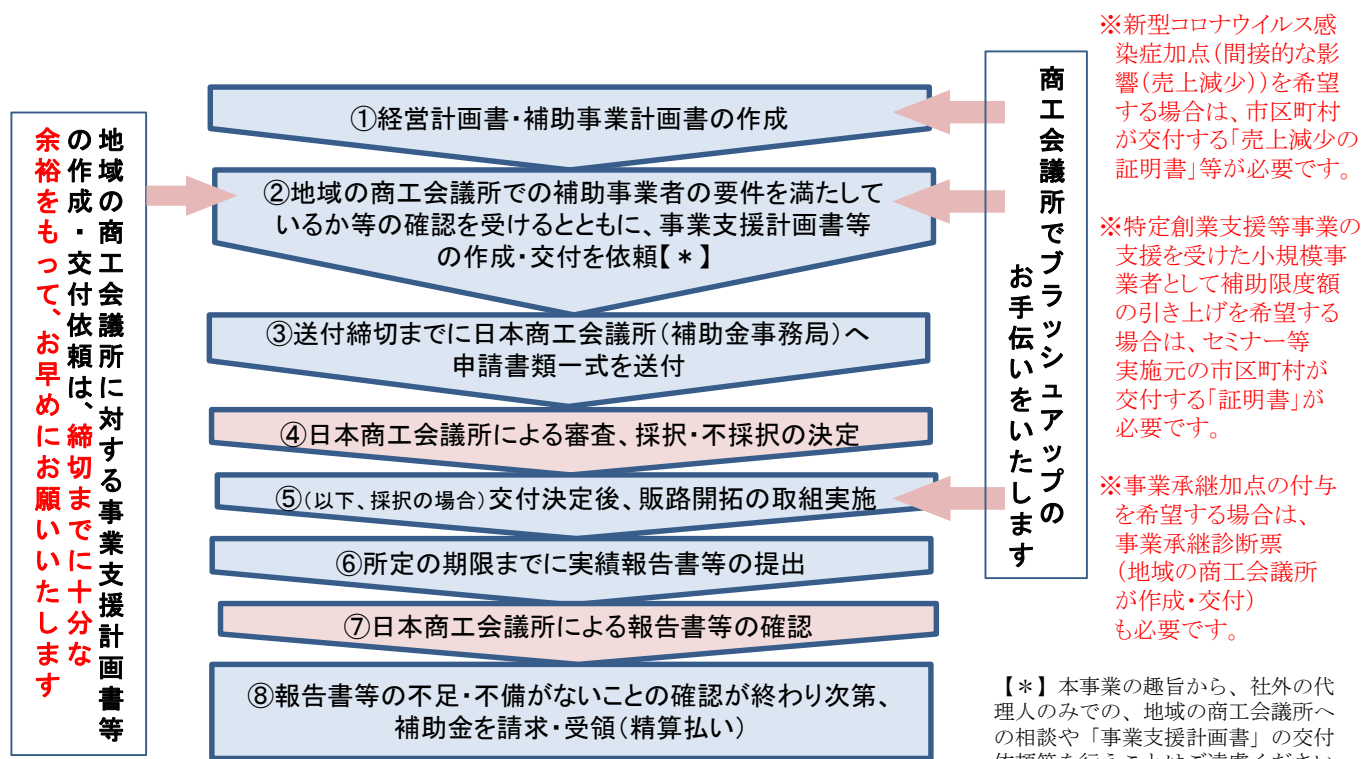 地域の商工会議所に対する事業支援計画書等
の作成・交付依頼は、締切までに十分な
余裕をもって、お早めにお願いいたします
①経営計画書・補助事業計画書の作成
②地域の商工会議所での補助事業者の要件を満たして
いるか等の確認を受けるとともに、事業支援計画書等
の作成・交付を依頼【＊】
③送付締切までに日本商工会議所（補助金事務局）へ
申請書類一式を送付
④日本商工会議所による審査、採択・不採択の決定
⑤（以下、採択の場合）交付決定後、販路開拓の取組実施
⑥所定の期限までに実績報告書等の提出
⑦日本商工会議所による報告書等の確認
⑧報告書等の不足・不備がないことの確認が終わり次第、
補助金を請求・受領（精算払い）
商工会議所でブラッシュアップの
お手伝いをいたします
※新型コロナウイルス感
染症加点（間接的な影
響（売上減少））を希望
する場合は、市区町村
が交付する「売上減少の
証明書」等が必要です。
※特定創業支援等事業の
支援を受けた小規模事
業者として補助限度額
の引き上げを希望する
場合は、セミナー等
実施元の市区町村が
交付する「証明書」が
必要です。
※事業承継加点の付与
を希望する場合は、
事業承継診断票
（地域の商工会議所
が作成・交付）
も必要です。
【＊】本事業の趣旨から、社外の代
理人のみでの、地域の商工会議所へ
の相談や「事業支援計画書」の交付
依頼等を行うことはご遠慮ください